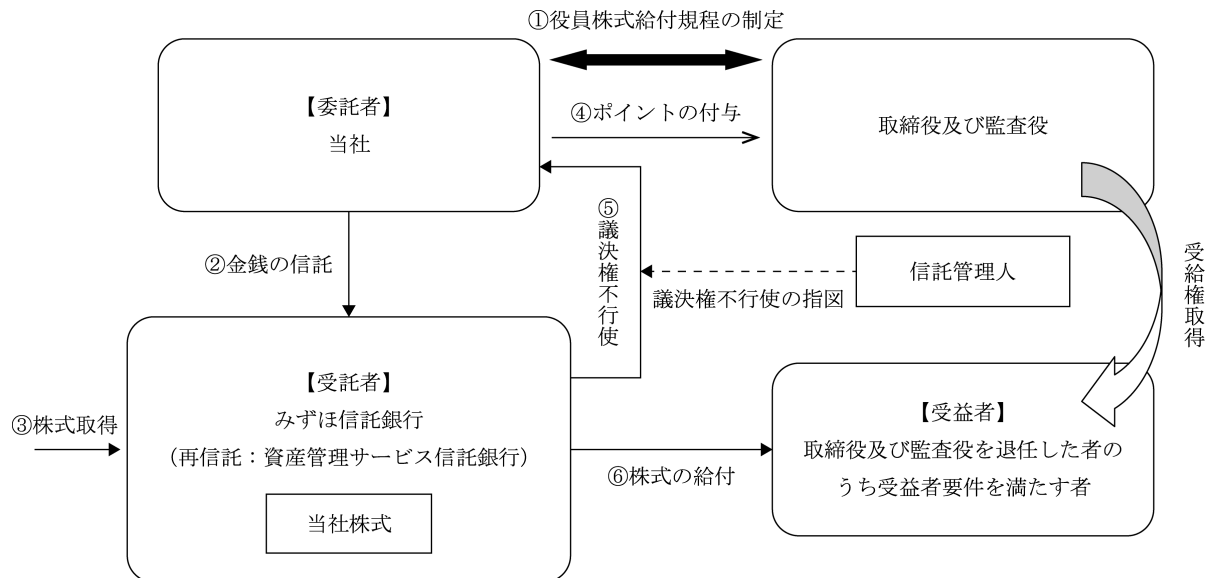 ①役員株式給付規程の制定
【委託者】
当社
④ポイントの付与
取締役及び監査役
②金銭の信託
⑤議決権不行使
信託管理人
議決権不行使の指図
受給権取得
③株式取得
【受託者】
みずほ信託銀行
（再信託：資産管理サービス信託銀行）
当社株式
⑥株式の給付
【受益者】
取締役及び監査役を退任した者の
うち受益者要件を満たす者